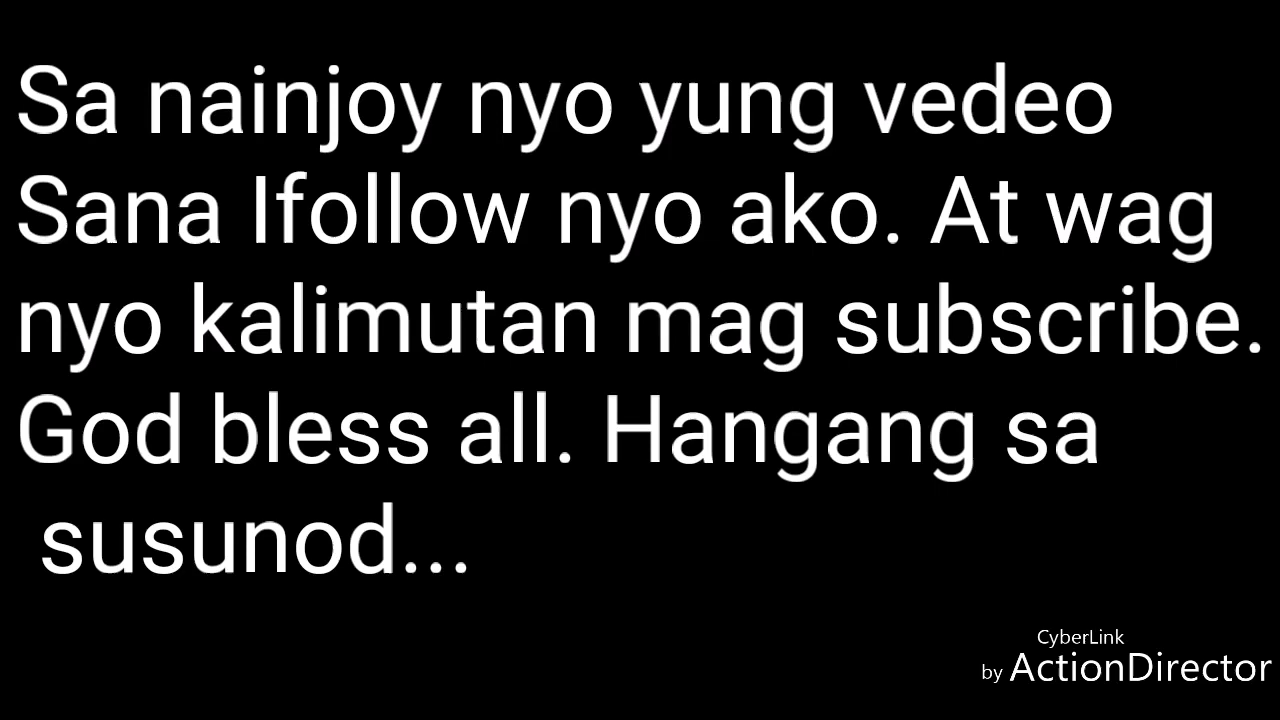 Sa nainjoy nyo yung vedeo
Sana Ifollow nyo ako. At wag
nyo kalimutan mag subscribe.
God bless all. Hangang sa
susunod...
CyberLink
by ActionDirector